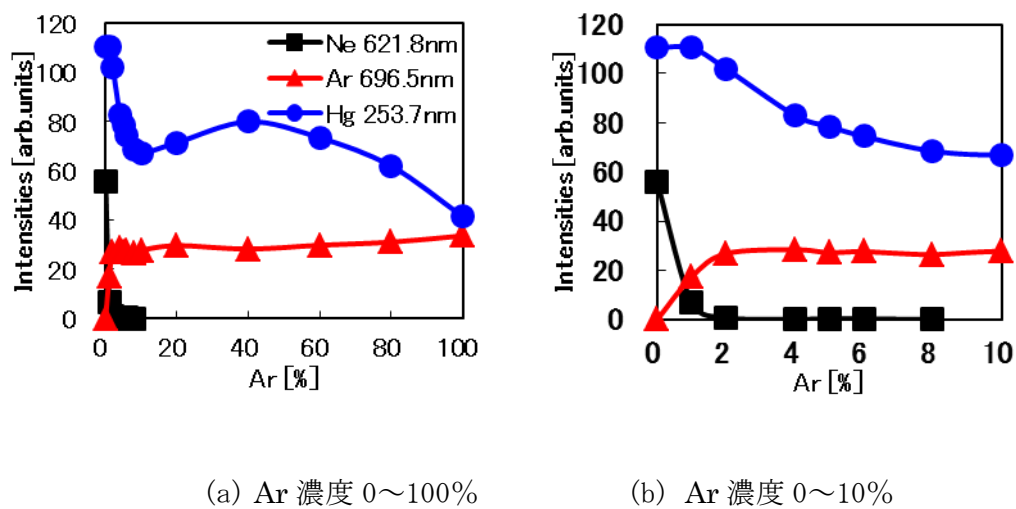 120
100
80
60
40
20
0
Intensities [arb.units]
Ne 621.8nm
Ar 696.5nm
Hg 253.7nm
0 20 40 60 80 100
Ar [%]
120
100
80
60
40
20
0
Intensities [arb.units]
0 2 4 6 8 10
Ar [%]
(a) Ar 濃度 0～100%
(b) Ar 濃度 0～10%